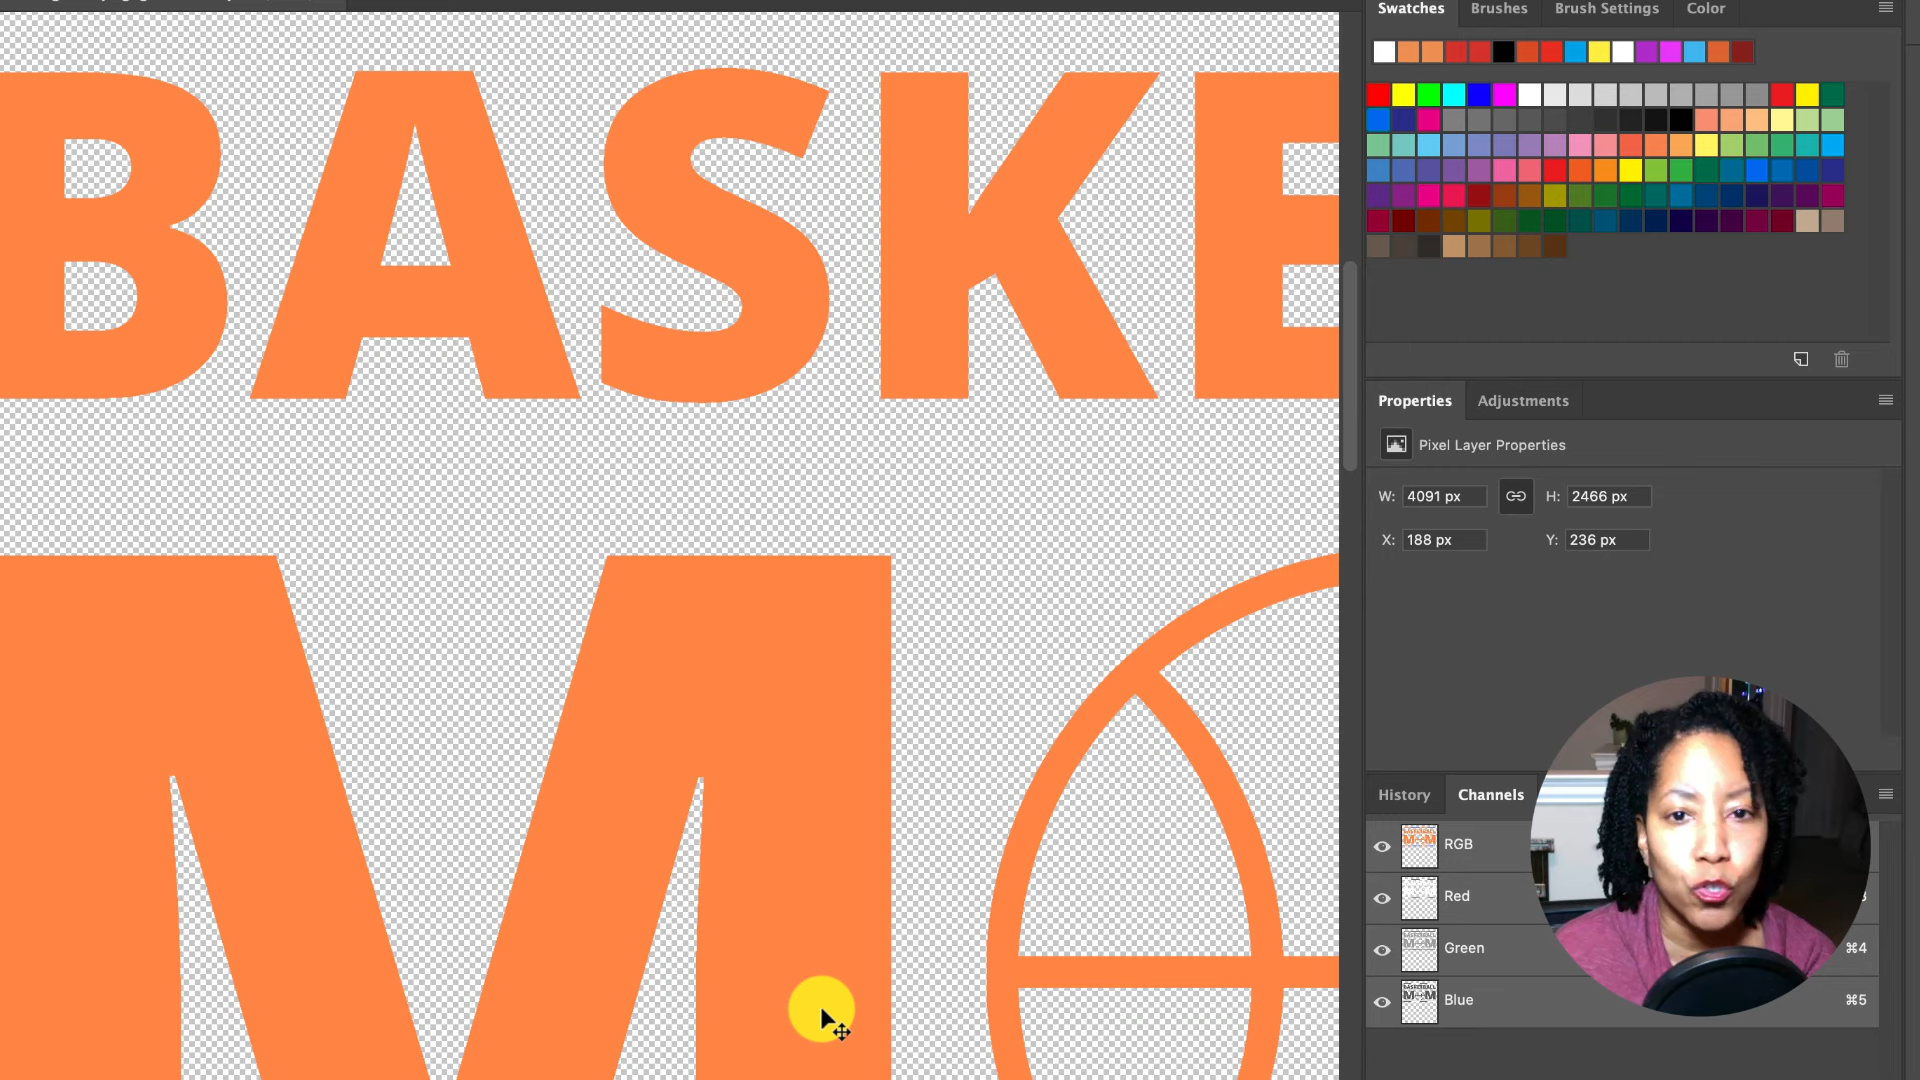 Swatches Brushes Brush Settings Color
BASKE
Properties Adjustments
Pixel Layer Properties
W: 4091 px H: 2466 px
X: 188 px Y: 236 px
M
History Channels
RGB
Red
Green ⌘4
Blue ⌘5